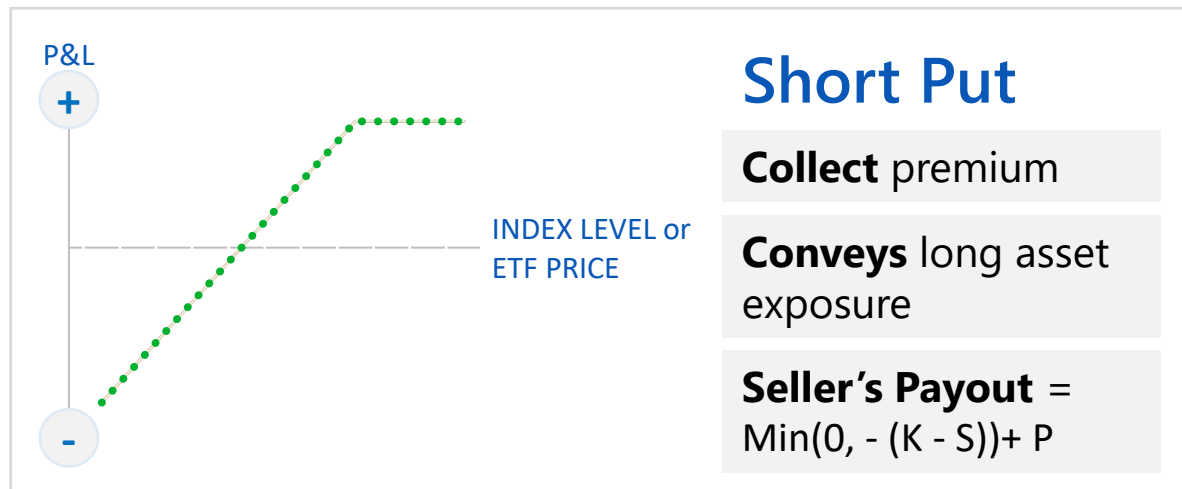 P&L
+
INDEX LEVEL or
ETF PRICE
-
Short Put
Collect premium
Conveys long asset
exposure
Seller’s Payout =
Min(0, - (K - S))+ P